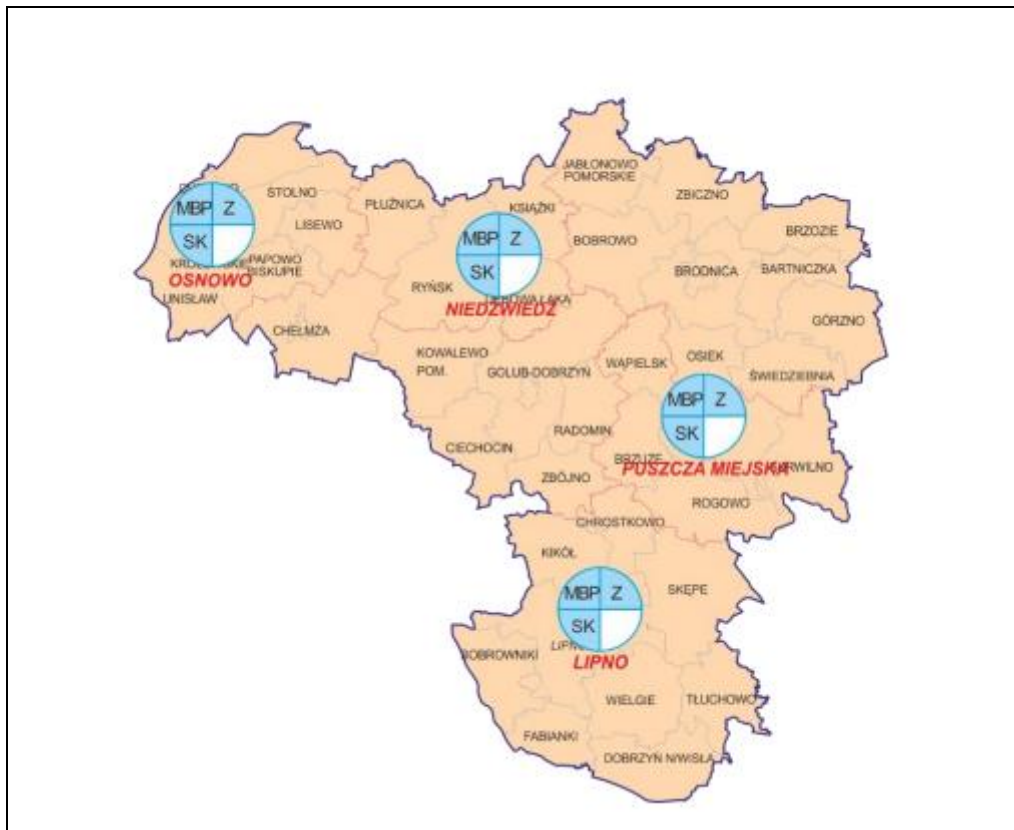 JABŁONOWO
POMORSKIE
ZBICZNO
STOLNO
PŁUŻNICA
KSIĄŻKI
LISEWO
BOBROWO
BRZOZIE
MBP Z
SK
OSNOWO
MBP Z
SK
NIEDŹWIEDŹ
PAPOWO
BISKUPIE
BRODNICA
BARTNICZKA
RYŃSK
UNISŁAW
CHEŁMŻA
GÓRZNO
KOWALEWO
POM.
GOLUB-DOBRZYŃ
WĄPIELSK
OSIEK
ŚWIEDZIEBNIA
MBP Z
SK
PUSZCZA MIEJSKA
RADOMIN
CIECHOCIN
BRZUZE
ZBÓJNO
ROGOWO
CHROSTKOWO
KIKÓŁ
SKĘPE
MBP Z
SK
LIPNO
LIPNO
DOBROWNIKI
WIELGIE
TŁUCHOWO
FABIANKI
DOBRZYŃ N/WISŁĄ